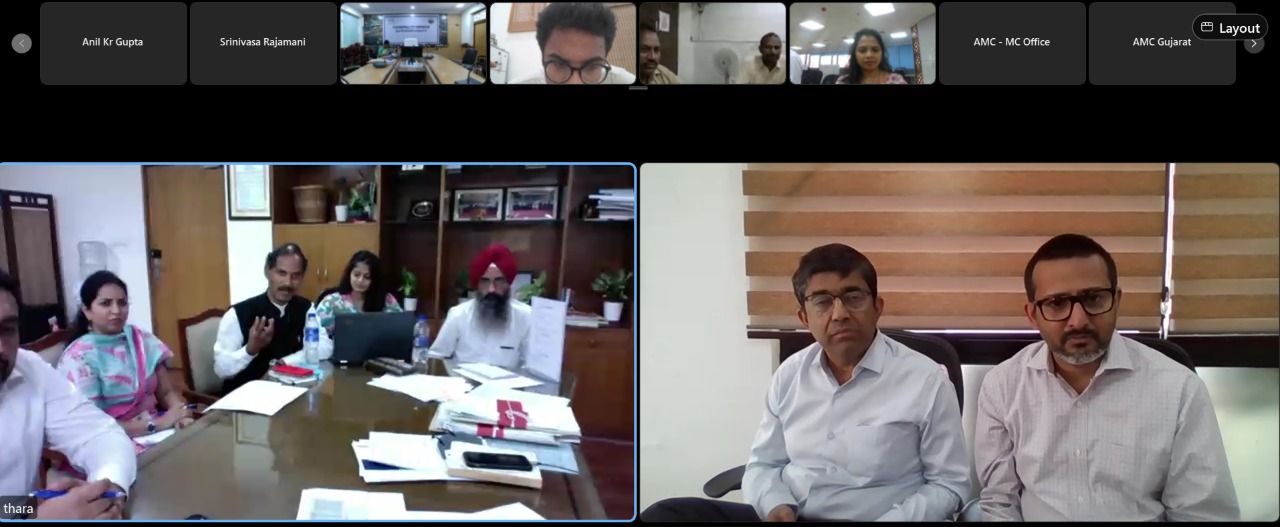 Anil Kr Gupta
Srinivasa Rajamani
AMC - MC Office
AMC Gujarat
Layout
thara